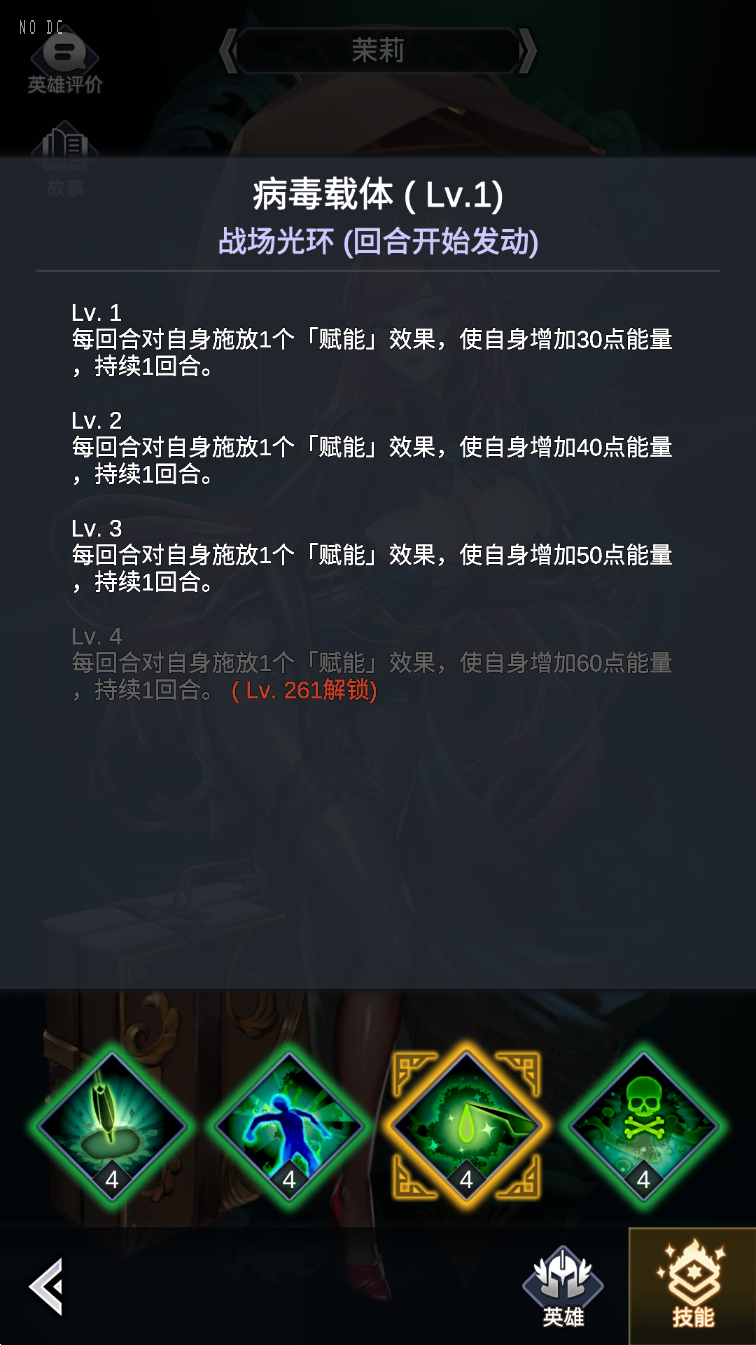 NO DC
茉莉
英雄评价
故事
病毒载体 ( Lv.1)
战场光环 (回合开始发动)
Lv. 1
每回合对自身施放1个「赋能」效果，使自身增加30点能量
，持续1回合。
Lv. 2
每回合对自身施放1个「赋能」效果，使自身增加40点能量
，持续1回合。
Lv. 3
每回合对自身施放1个「赋能」效果，使自身增加50点能量
，持续1回合。
Lv. 4
每回合对自身施放1个「赋能」效果，使自身增加60点能量
，持续1回合。 ( Lv. 261解锁)
4 4 4 4
英雄 技能